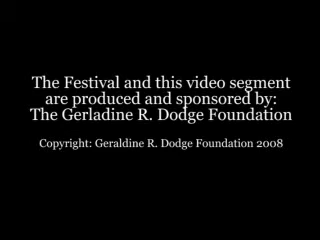 The Festival and this video segment
are produced and sponsored by:
The Gerladine R. Dodge Foundation
Copyright: Geraldine R. Dodge Foundation 2008